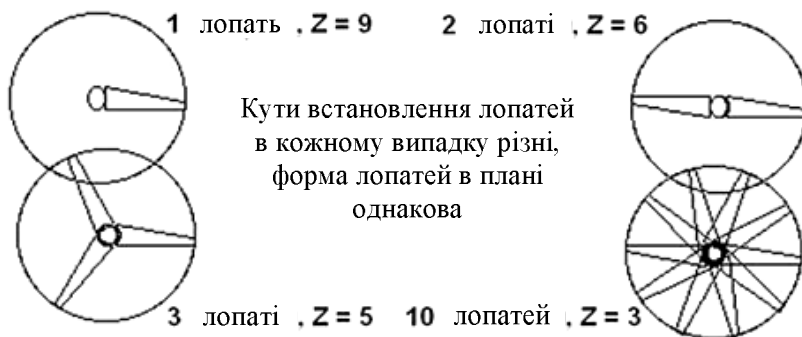 1 лопать , Z = 9
2 лопаті , Z = 6
Кути встановлення лопатей
в кожному випадку різні,
форма лопатей в плані
однакова
3 лопаті , Z = 5
10 лопатей , Z = 3